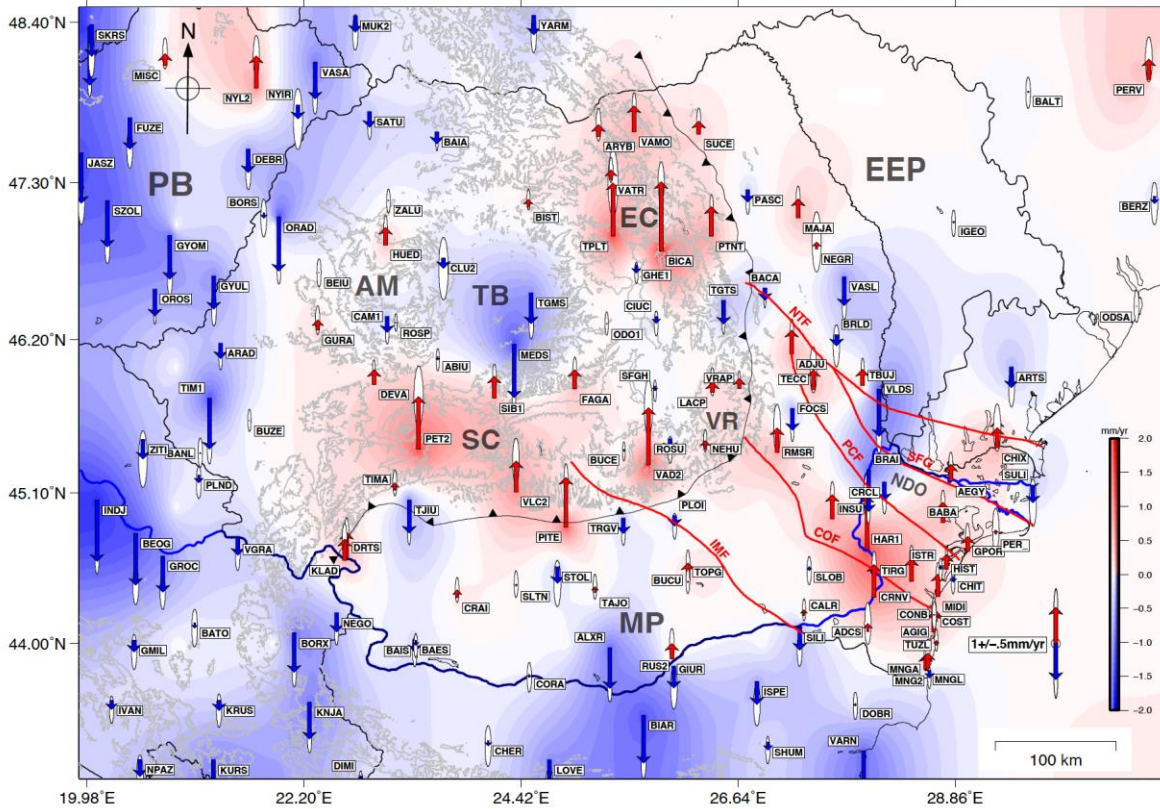 48.40°N
47.30°N
46.20°N
45.10°N
44.00°N
SKRS
MUK2
YARM
N
MISC
NYL2
NYIR
VASA
BALT
PERV
FUZE
SATU
BAIA
ARYB
VAMO
SUCE
JASZ
DEBR
EEP
PB
VATR
SZOL
BORS
ZALU
BIST
EC
PASC
BERZ
ORAD
MAJA
IGEO
GYOM
HUED
TPLT
BICA
PTNT
NEGR
CLU2
GHE1
OROS
GYUL
BEIU
AM
TB
TGMS
BACA
VASL
TGTS
CIUC
NTF
CAM1
ROSP
ODO1
BRLD
ODSA
GURA
ARAD
MEDS
ABIU
ADJU
TIM1
SFGH
VRAP
TECC
TBUJ
ARTS
DEVA
SIB1
FAGA
LACP
VLDS
BUZE
VR
FOCS
SC
PET2
ZITI
BANL
ROSU
NEHU
RMSR
CHIX
BUCE
BRAI
SFG
PCF
SULI
VAD2
TIMA
PLND
NDO
VLC2
CRCL
AEGY
INDJ
TJIU
PLOI
INSU
BABA
PITE
TRGV
COF
HAR1
PER_
BEOG
VGRA
DRTS
IMF
GPOR
GROC
KLAD
ISTR
STOL
BUCU
TOPG
SLOB
TIRG
HIST
CHIT
CRAI
SLTN
TAJO
CRNV
CALR
MIDI
CONB
COST
NEGO
MP
BATO
ADCS
AGIG
GMIL
BORX
BAIS
BAES
ALXR
SILI
TUZL
RUS2
GIUR
MNGA
MNG2
MNGL
CORA
ISPE
IVAN
KRUS
KNJA
BIAR
DOBR
CHER
SHUM
VARN
NPAZ
KURS
DIMI
LOVE
mm/yr
2.0
1.5
1.0
0.5
0.0
−0.5
−1.0
−1.5
−2.0
1+/−.5mm/yr
100 km
19.98°E
22.20°E
24.42°E
26.64°E
28.86°E